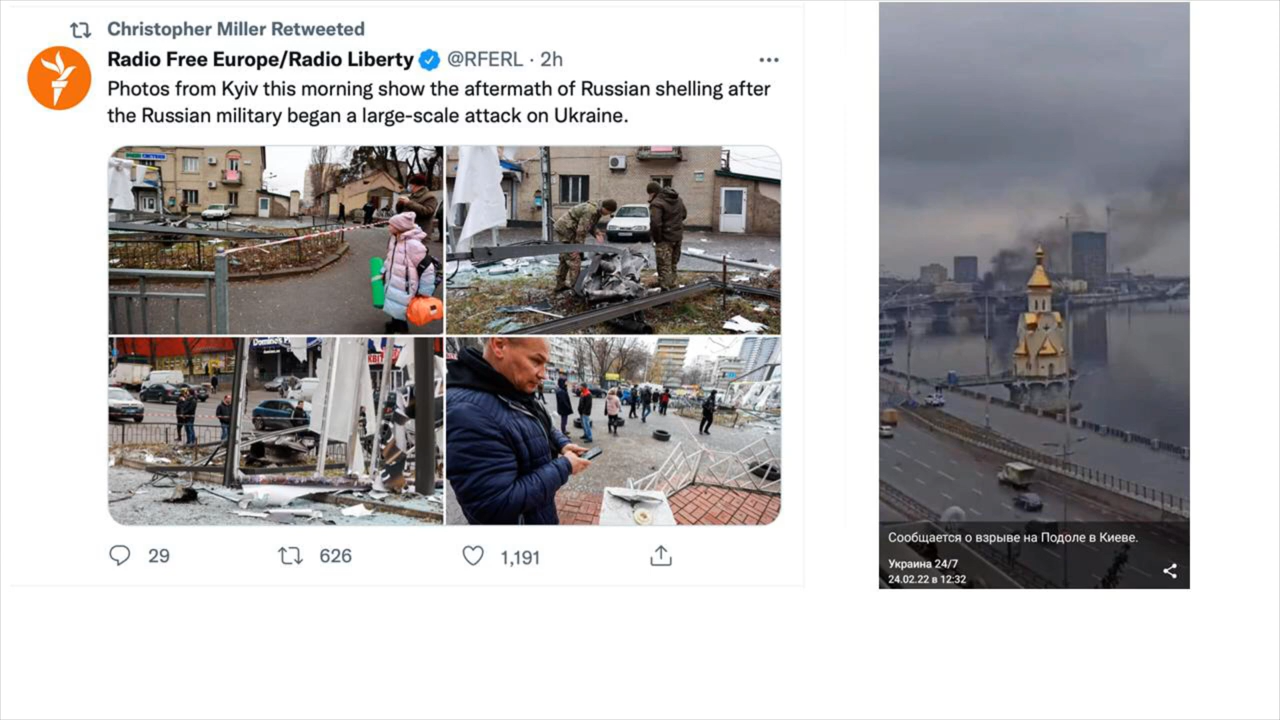 Christopher Miller Retweeted
Radio Free Europe/Radio Liberty @RFERL · 2h
Photos from Kyiv this morning show the aftermath of Russian shelling after
the Russian military began a large-scale attack on Ukraine.
29 626 1,191
Сообщается о взрыве на Подоле в Киеве.
Украина 24/7
24.02.22 в 12:32